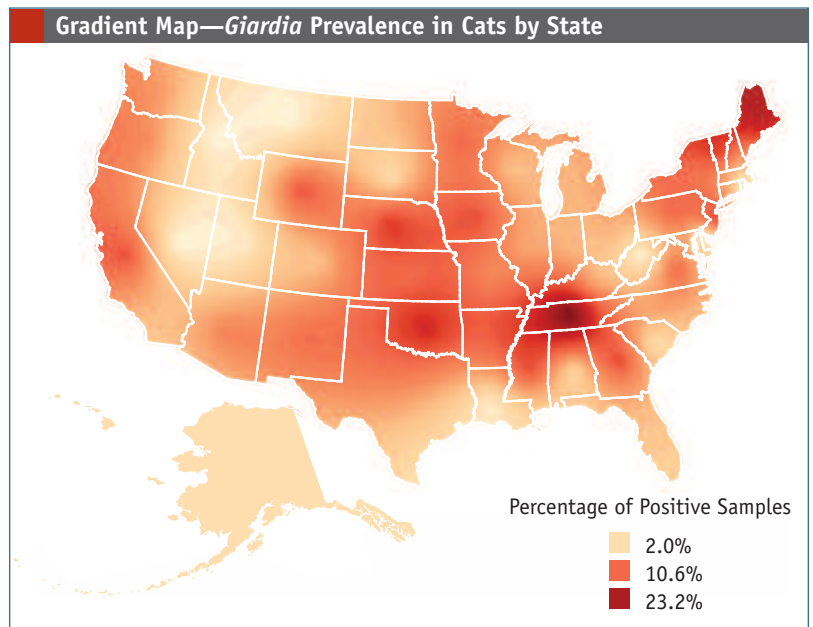 Gradient Map—Giardia Prevalence in Cats by State
Percentage of Positive Samples
2.0%
10.6%
23.2%